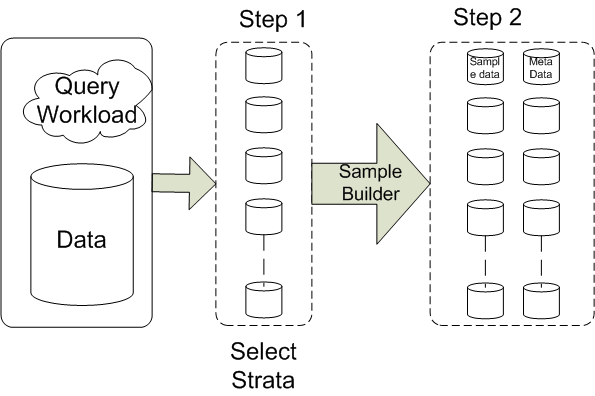 Step 1
Step 2
Query
Workload
Data
Sample
Builder
Sampl
e data
Meta
Data
Select
Strata